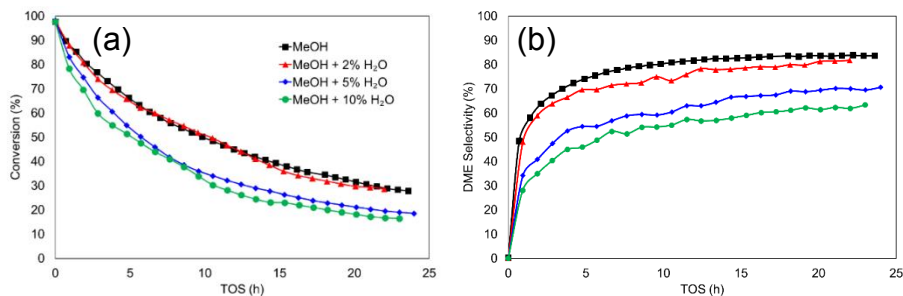 (a)
Conversion (%)
100
90
80
70
60
50
40
30
20
10
0
0 5 10 15 20 25
TOS (h)
MeOH
MeOH + 2% H₂O
MeOH + 5% H₂O
MeOH + 10% H₂O
(b)
DME Selectivity (%)
100
90
80
70
60
50
40
30
20
10
0
0 5 10 15 20 25
TOS (h)